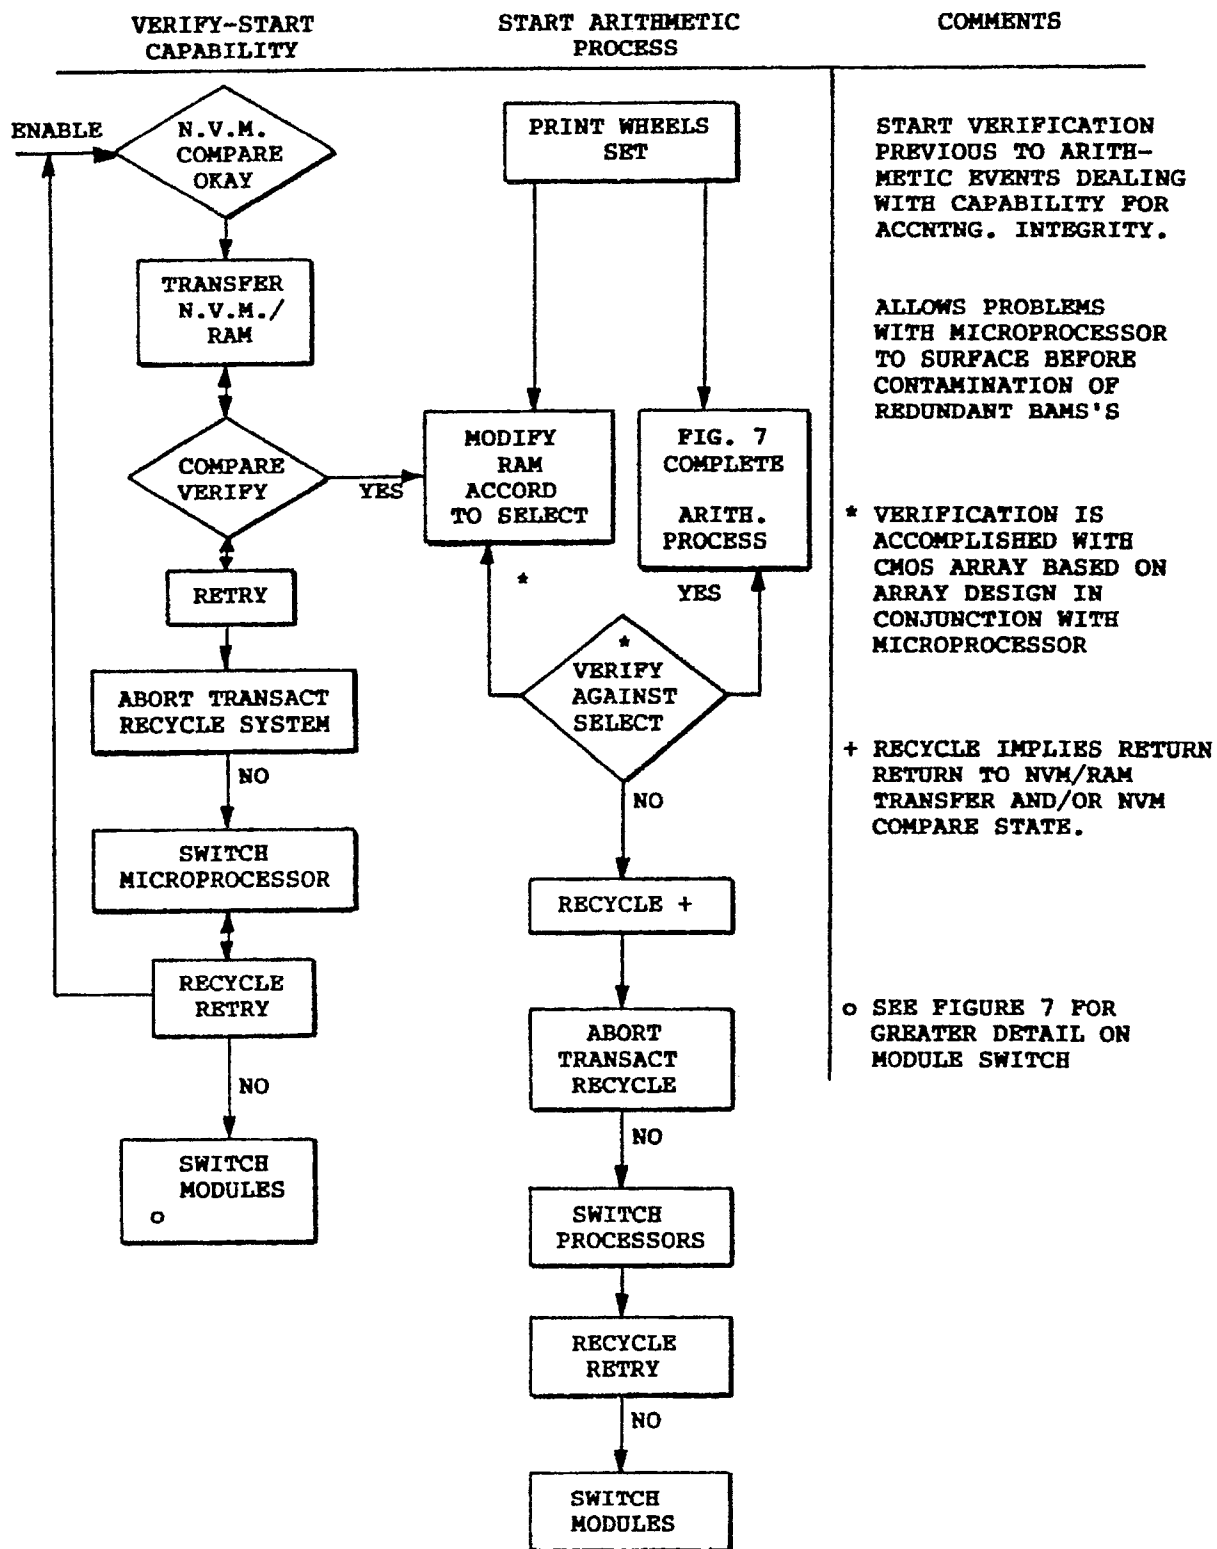 VERIFY-START
CAPABILITY
ENABLE
N.V.M.
COMPARE
OKAY
TRANSFER
N.V.M./
RAM
COMPARE
VERIFY
YES
RETRY
ABORT TRANSACT
RECYCLE SYSTEM
NO
SWITCH
MICROPROCESSOR
RECYCLE
RETRY
NO
SWITCH
MODULES
o
START ARITHMETIC
PROCESS
PRINT WHEELS
SET
MODIFY
RAM
ACCORD
TO SELECT
*
FIG. 7
COMPLETE
ARITH.
PROCESS
YES
*
VERIFY
AGAINST
SELECT
NO
RECYCLE +
ABORT
TRANSACT
RECYCLE
NO
SWITCH
PROCESSORS
RECYCLE
RETRY
NO
SWITCH
MODULES
COMMENTS
START VERIFICATION
PREVIOUS TO ARITH-
METIC EVENTS DEALING
WITH CAPABILITY FOR
ACCNTNG. INTEGRITY.
ALLOWS PROBLEMS
WITH MICROPROCESSOR
TO SURFACE BEFORE
CONTAMINATION OF
REDUNDANT BAMS'S
* VERIFICATION IS
ACCOMPLISHED WITH
CMOS ARRAY BASED ON
ARRAY DESIGN IN
CONJUNCTION WITH
MICROPROCESSOR
+ RECYCLE IMPLIES RETURN
RETURN TO NVM/RAM
TRANSFER AND/OR NVM
COMPARE STATE.
o SEE FIGURE 7 FOR
GREATER DETAIL ON
MODULE SWITCH